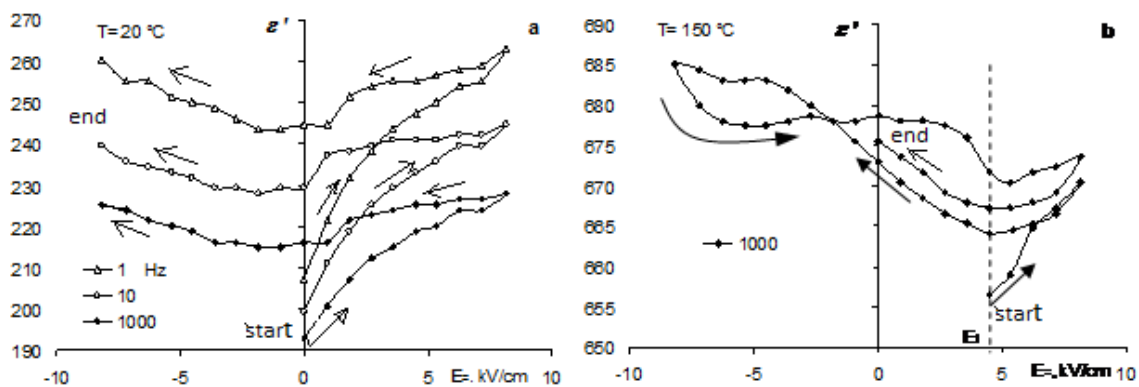 270
260
250
240
230
220
210
200
190
T= 20 °C
ε'
a
end
1 Hz
10
1000
start
-10
-5
0
5
E=. kV/cm
10
690
685
680
675
670
665
660
655
650
T= 150 °C
ε'
b
end
1000
start
-10
-5
0
5
E=. kV/cm
10